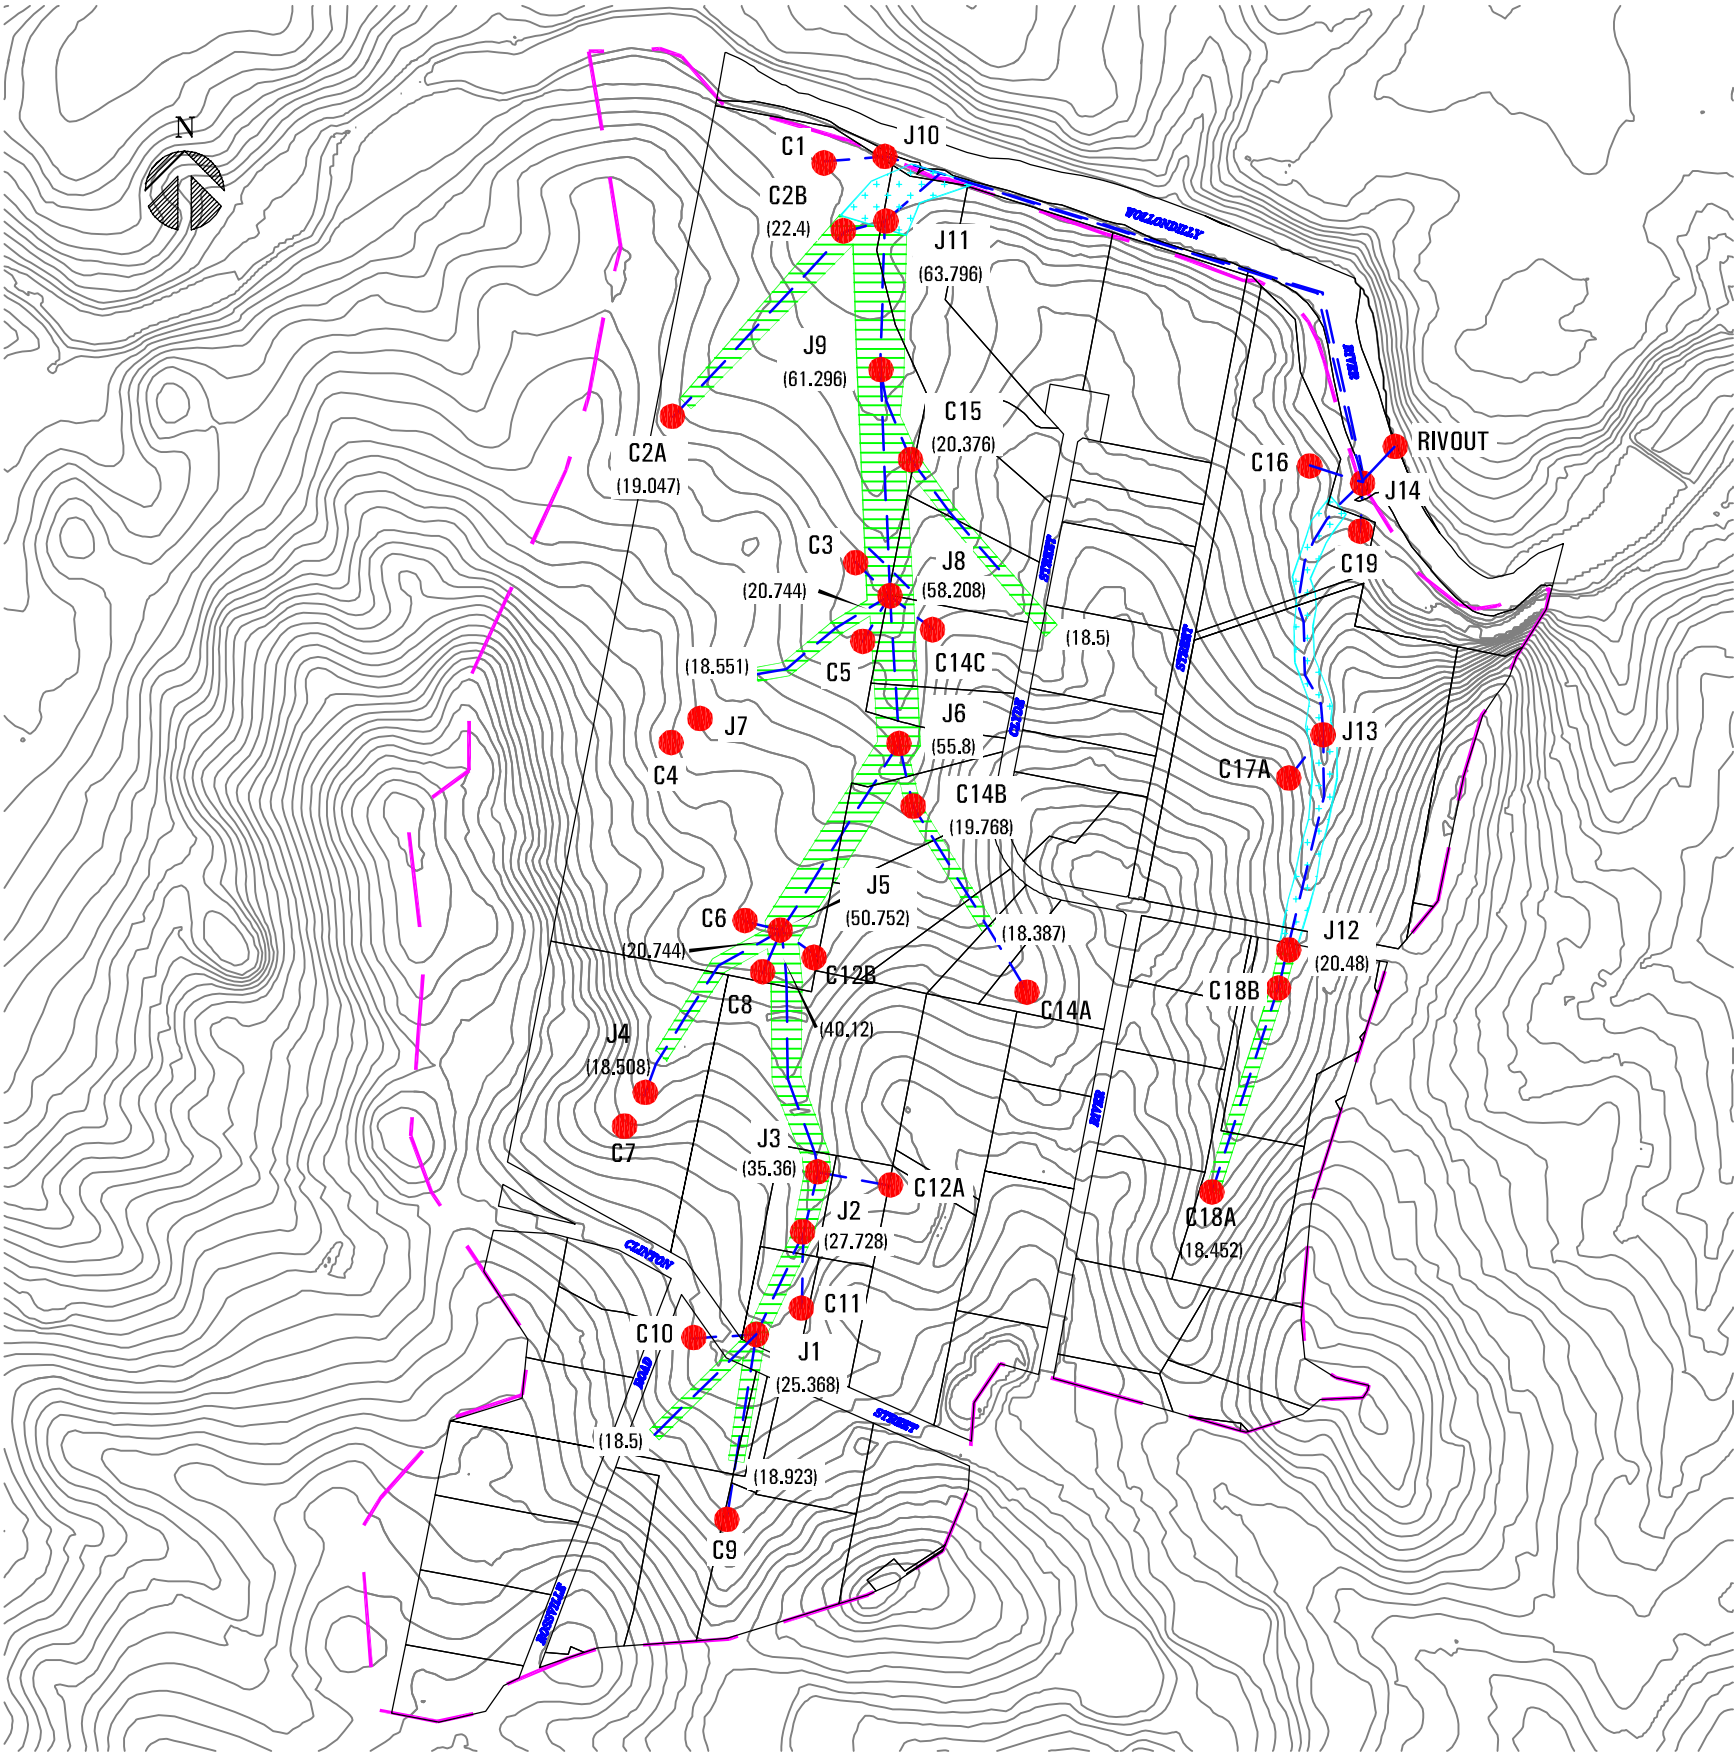 N
C1
J10
C2B
(22.4)
WOLLONDILLY
J11
(63.796)
RIVER
J9
(61.296)
C15
(20.376)
C2A
(19.047)
RIVOUT
C16
J14
C3
J8
(58.208)
C19
STREET
(20.744)
(18.5)
(18.551)
C5
C14C
STREET
J7
J6
(55.8)
CLYDE
J13
C4
C17A
C14B
(19.768)
J5
(50.752)
C6
(20.744)
(18.387)
J12
(20.48)
C12B
C8
C18B
C14A
J4
(18.508)
(40.12)
RIVER
C7
J3
(35.36)
C12A
J2
(27.728)
C18A
(18.452)
CLINTON
C11
C10
J1
(25.368)
ROAD
STREET
(18.5)
(18.923)
C9
ROSSVILLE